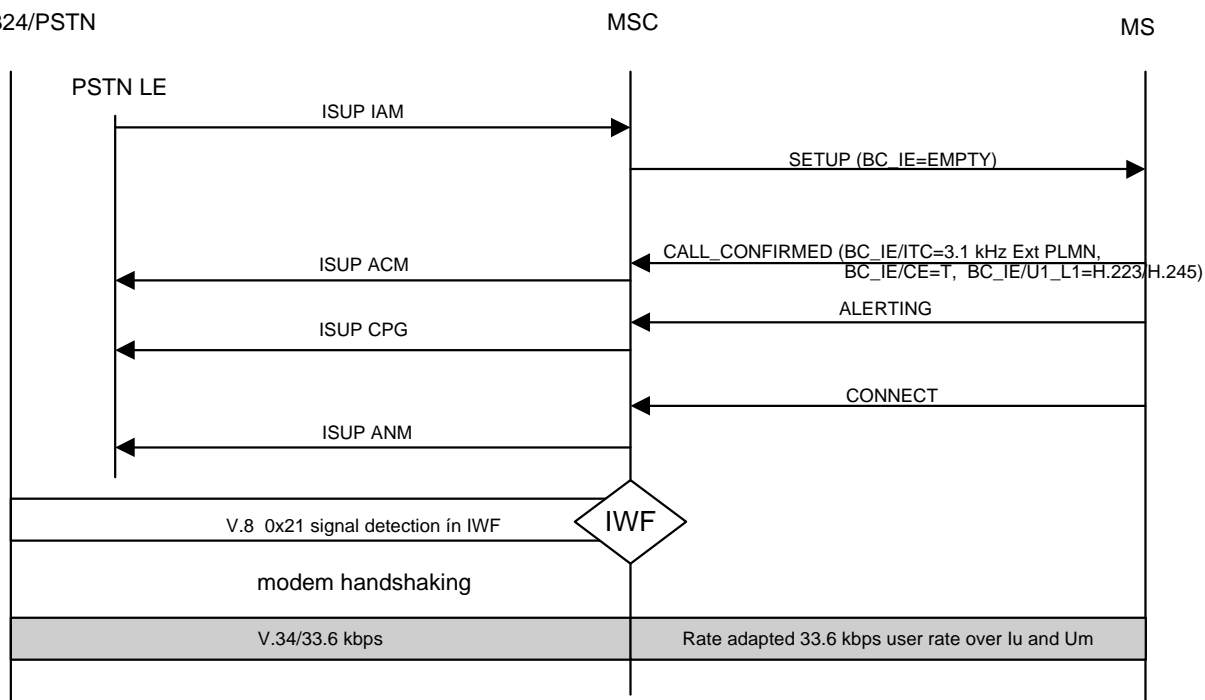 24/PSTN
MSC
MS
PSTN LE
ISUP IAM
SETUP (BC_IE=EMPTY)
CALL_CONFIRMED (BC_IE/ITC=3.1 kHz Ext PLMN,
BC_IE/CE=T, BC_IE/U1_L1=H.223/H.245)
ISUP ACM
ALERTING
ISUP CPG
CONNECT
ISUP ANM
IWF
V.8 0x21 signal detection ín IWF
modem handshaking
V.34/33.6 kbps
Rate adapted 33.6 kbps user rate over Iu and Um